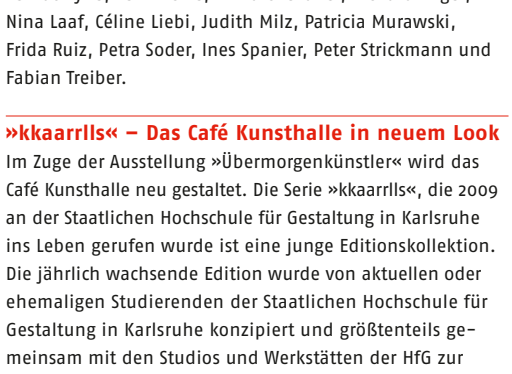 Nina Laaf, Céline Liebi, Judith Milz, Patricia Murawski,
Frida Ruiz, Petra Soder, Ines Spanier, Peter Strickmann und
Fabian Treiber.
»kkaarrlls« – Das Café Kunsthalle in neuem Look
Im Zuge der Ausstellung »Übermorgenkünstler« wird das
Café Kunsthalle neu gestaltet. Die Serie »kkaarrlls«, die 2009
an der Staatlichen Hochschule für Gestaltung in Karlsruhe
ins Leben gerufen wurde ist eine junge Editionskollektion.
Die jährlich wachsende Edition wurde von aktuellen oder
ehemaligen Studierenden der Staatlichen Hochschule für
Gestaltung in Karlsruhe konzipiert und größtenteils ge-
meinsam mit den Studios und Werkstätten der HfG zur